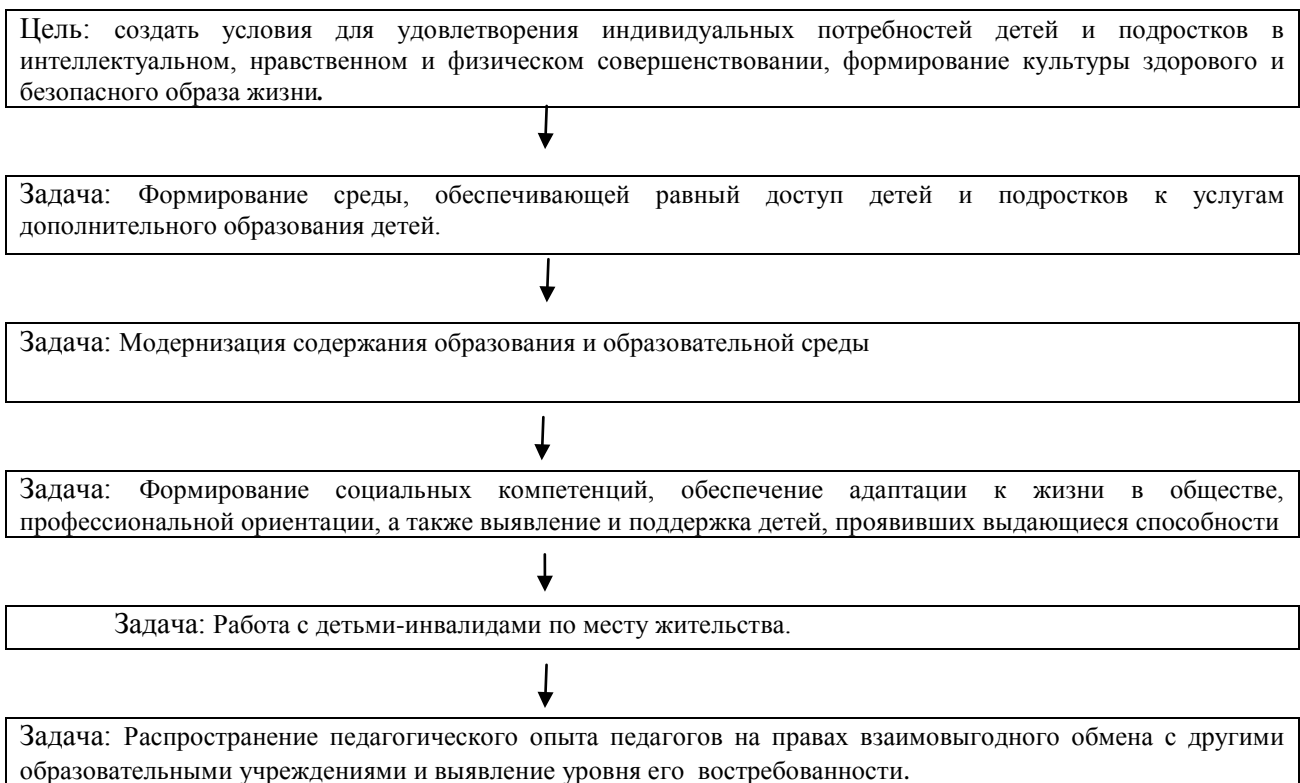 Цель: создать условия для удовлетворения индивидуальных потребностей детей и подростков в
интеллектуальном, нравственном и физическом совершенствовании, формирование культуры здорового и
безопасного образа жизни.
Задача: Формирование среды, обеспечивающей равный доступ детей и подростков к услугам
дополнительного образования детей.
Задача: Модернизация содержания образования и образовательной среды
Задача: Формирование социальных компетенций, обеспечение адаптации к жизни в обществе,
профессиональной ориентации, а также выявление и поддержка детей, проявивших выдающиеся способности
Задача: Работа с детьми-инвалидами по месту жительства.
Задача: Распространение педагогического опыта педагогов на правах взаимовыгодного обмена с другими
образовательными учреждениями и выявление уровня его востребованности.